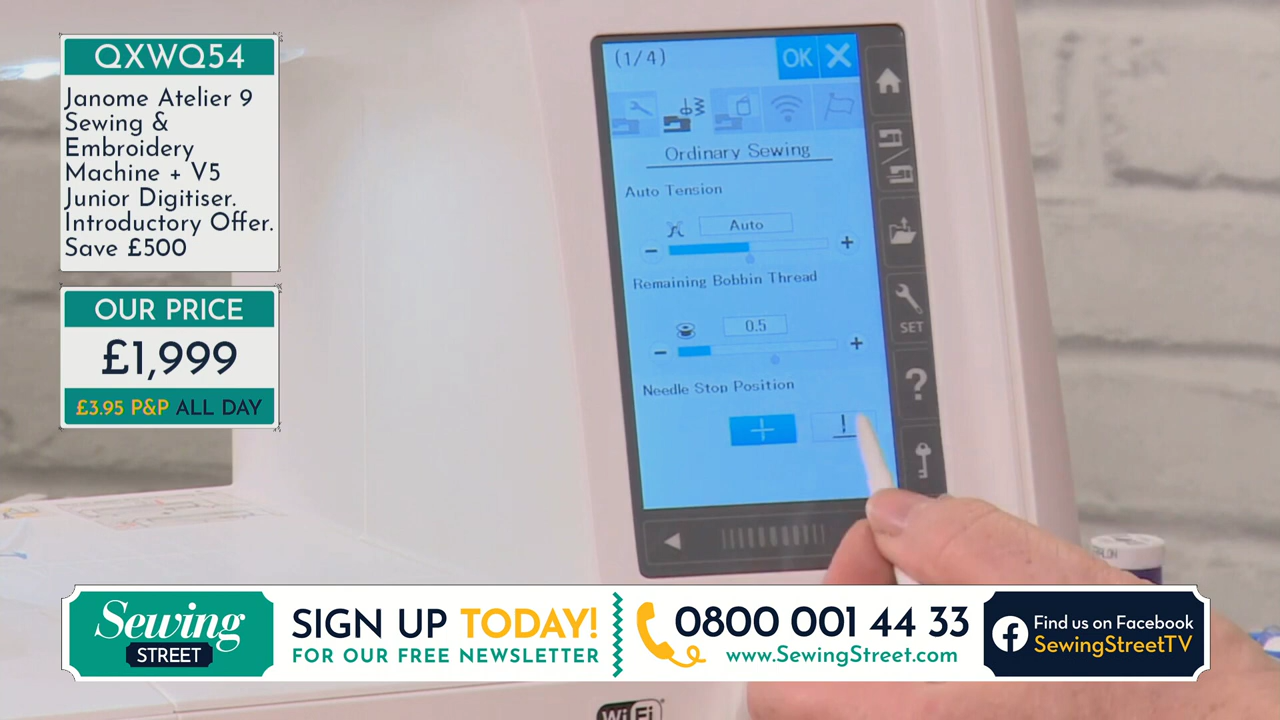 QXWQ54
Janome Atelier 9
Sewing &
Embroidery
Machine + V5
Junior Digitiser.
Introductory Offer.
Save £500
OUR PRICE
£1,999
£3.95 P&P ALL DAY
(1/4)
OK
Ordinary Sewing
Auto Tension
Auto
Remaining Bobbin Thread
0.5
Needle Stop Position
SET
?
Sewing
STREET
SIGN UP TODAY!
FOR OUR FREE NEWSLETTER
0800 001 44 33
www.SewingStreet.com
Find us on Facebook
SewingStreetTV
WiFi